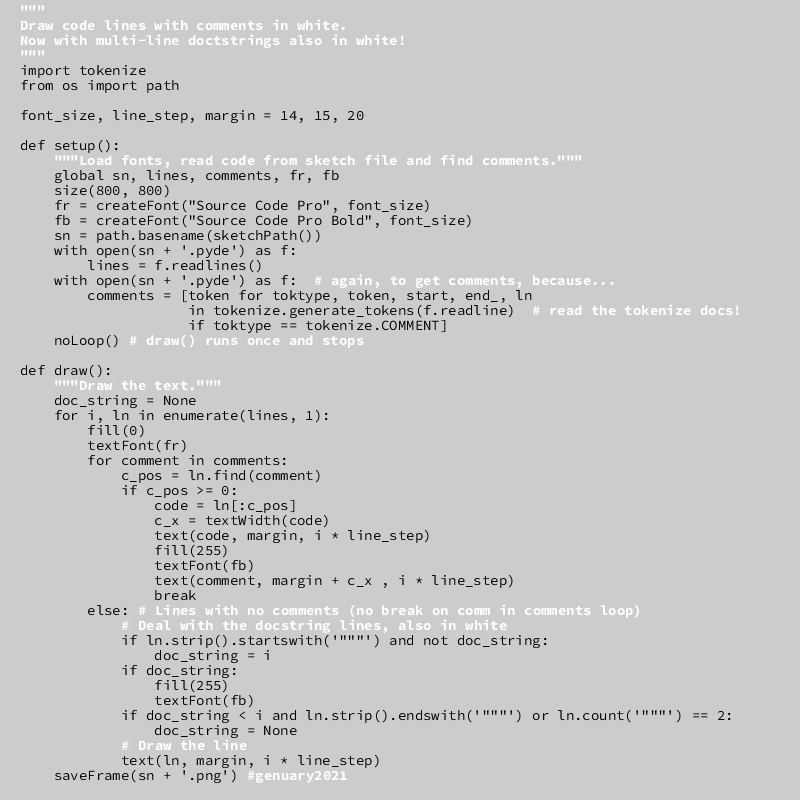 """
Draw code lines with comments in white.
Now with multi-line doctstrings also in white!
"""
import tokenize
from os import path

font_size, line_step, margin = 14, 15, 20

def setup():
    """Load fonts, read code from sketch file and find comments."""
    global sn, lines, comments, fr, fb
    size(800, 800)
    fr = createFont("Source Code Pro", font_size)
    fb = createFont("Source Code Pro Bold", font_size)
    sn = path.basename(sketchPath())
    with open(sn + '.pyde') as f:
        lines = f.readlines()
    with open(sn + '.pyde') as f:  # again, to get comments, because...
        comments = [token for toktype, token, start, end_, ln
                    in tokenize.generate_tokens(f.readline)  # read the tokenize docs!
                    if toktype == tokenize.COMMENT]
    noLoop() # draw() runs once and stops

def draw():
    """Draw the text."""
    doc_string = None
    for i, ln in enumerate(lines, 1):
        fill(0)
        textFont(fr)
        for comment in comments:
            c_pos = ln.find(comment)
            if c_pos >= 0:
                code = ln[:c_pos]
                c_x = textWidth(code)
                text(code, margin, i * line_step)
                fill(255)
                textFont(fb)
                text(comment, margin + c_x , i * line_step)
                break
        else: # Lines with no comments (no break on comm in comments loop)
            # Deal with the docstring lines, also in white
            if ln.strip().startswith('"""') and not doc_string:
                doc_string = i
            if doc_string:
                fill(255)
                textFont(fb)
            if doc_string < i and ln.strip().endswith('"""') or ln.count('"""') == 2:
                doc_string = None
            # Draw the line
            text(ln, margin, i * line_step)
    saveFrame(sn + '.png') #genuary2021